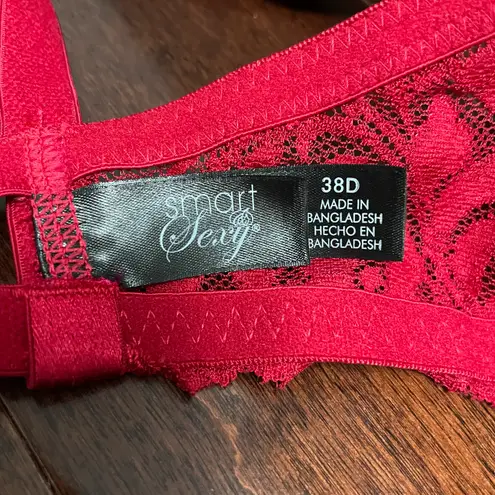 smart
Sexy®
38D
MADE IN
BANGLADESH
HECHO EN
BANGLADESH